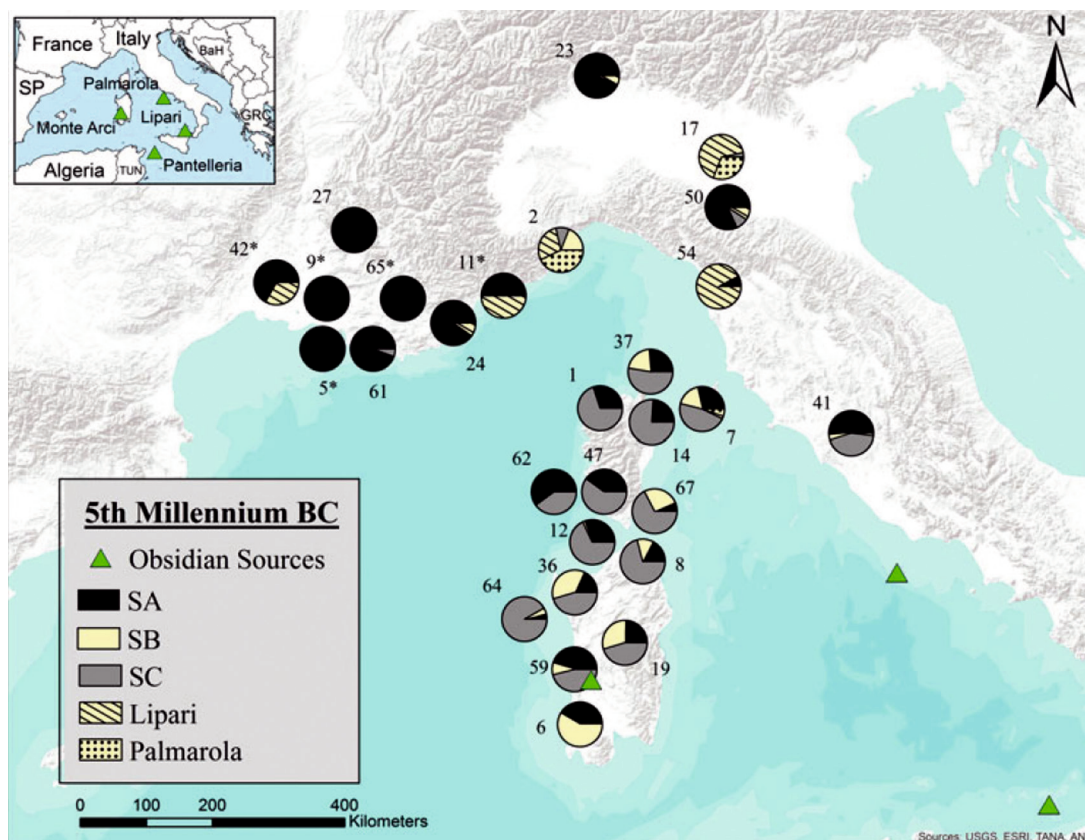 France
Italy
BaH
SP
Palmarola
Monte Arci
Lipari
GRC
Algeria
TUN
Pantelleria
N
23
17
50
27
2
42*
9*
65*
11*
54
5*
61
24
37
1
14
7
41
62
47
67
12
8
36
64
59
19
6
5th Millennium BC
Obsidian Sources
SA
SB
SC
Lipari
Palmarola
0 100 200 400
Kilometers
Sources: USGS, ESRI, TANA, AN